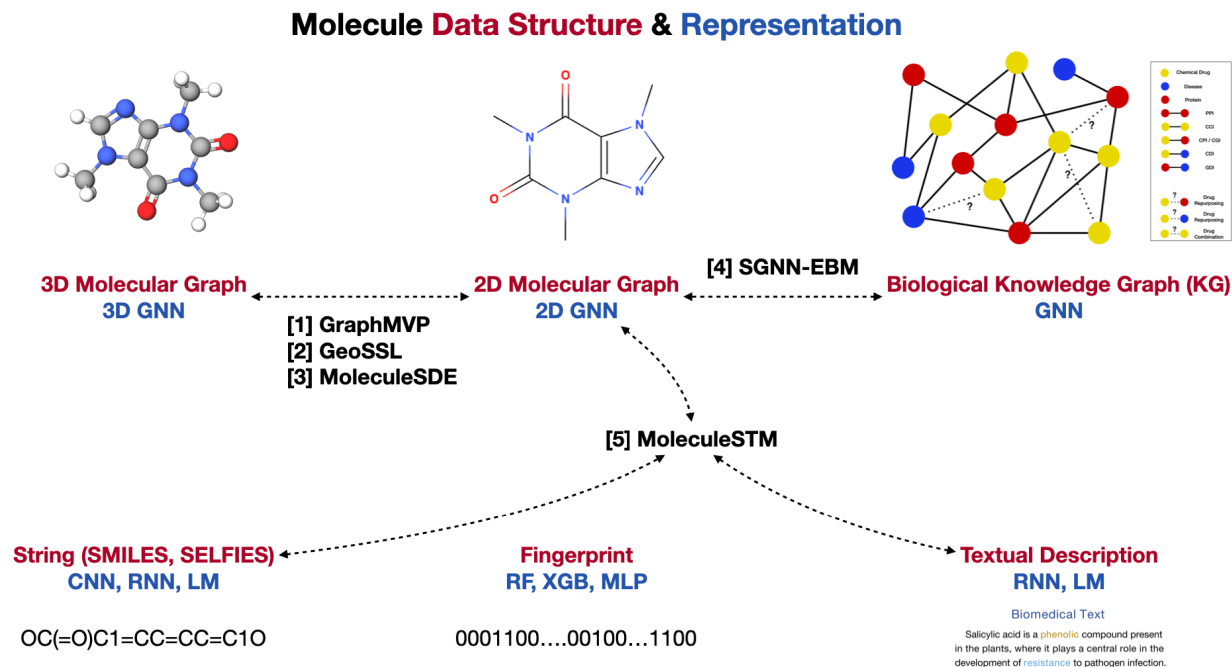 Molecule Data Structure & Representation
O
N
N
O
N
N
?
?
?
Chemical Drug
Disease
Protein
PPI
CCI
CPI / CGI
CDI
GDI
?
Drug
Repurposing
?
Drug
Repurposing
?
Drug
Combination
3D Molecular Graph
3D GNN
2D Molecular Graph
2D GNN
[4] SGNN-EBM
Biological Knowledge Graph (KG)
GNN
[1] GraphMVP
[2] GeoSSL
[3] MoleculeSDE
[5] MoleculeSTM
String (SMILES, SELFIES)
CNN, RNN, LM
OC(=O)C1=CC=CC=C1O
Fingerprint
RF, XGB, MLP
0001100....00100...1100
Textual Description
RNN, LM
Biomedical Text
Salicylic acid is a phenolic compound present
in the plants, where it plays a central role in the
development of resistance to pathogen infection.